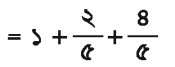 = ১ + ২/৫ + ৪/৫